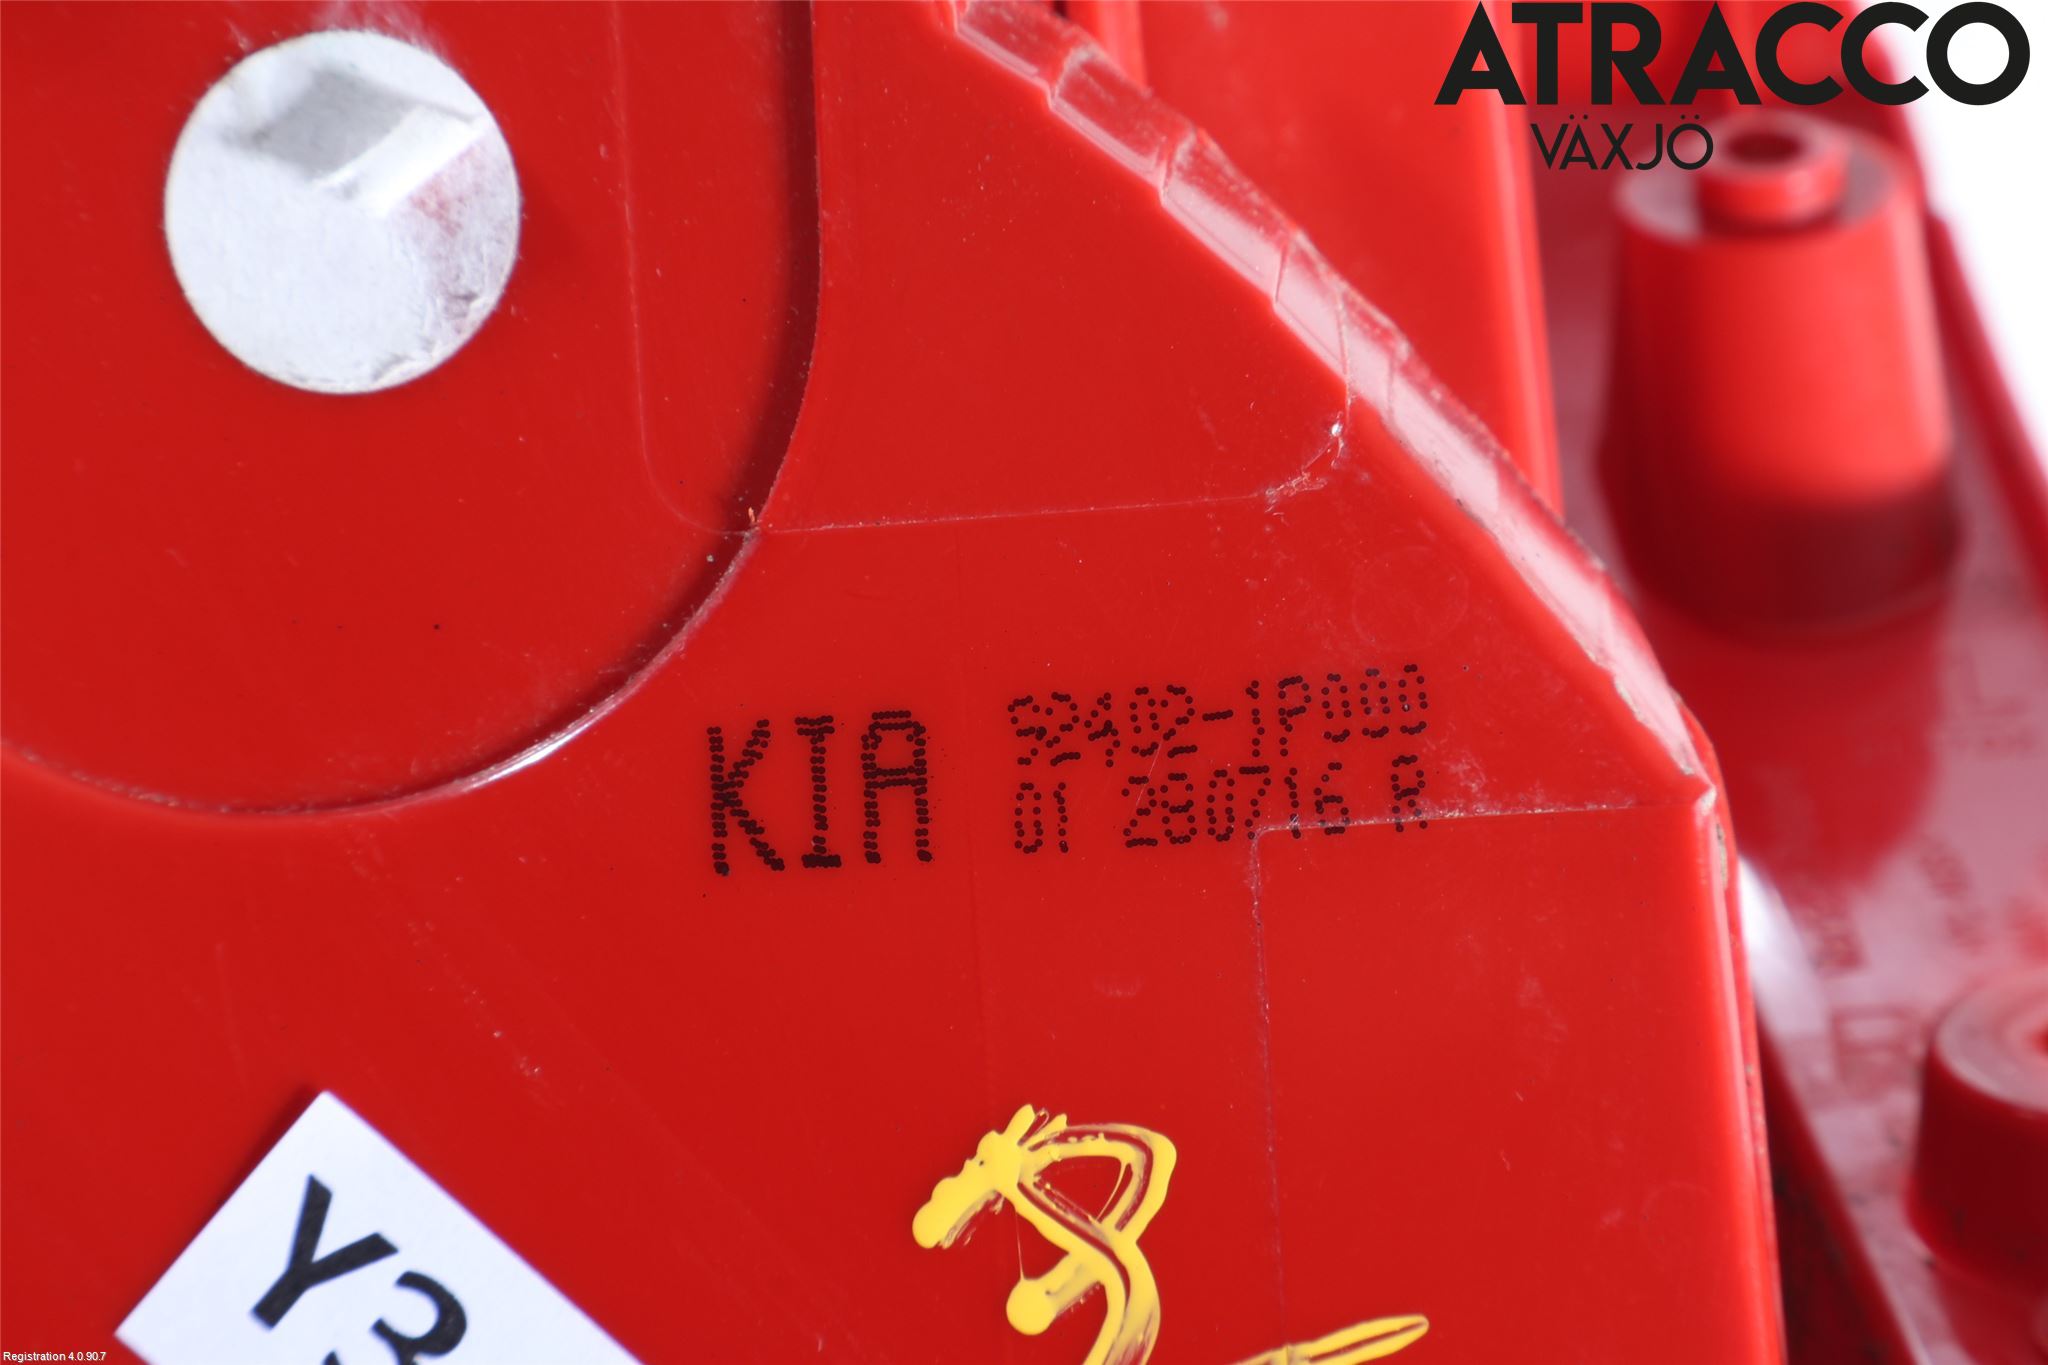 ATRACCO
VÄXJÖ
KIA
92402-1P000
01 280716 R
Y3
Registration 4.0.90.7